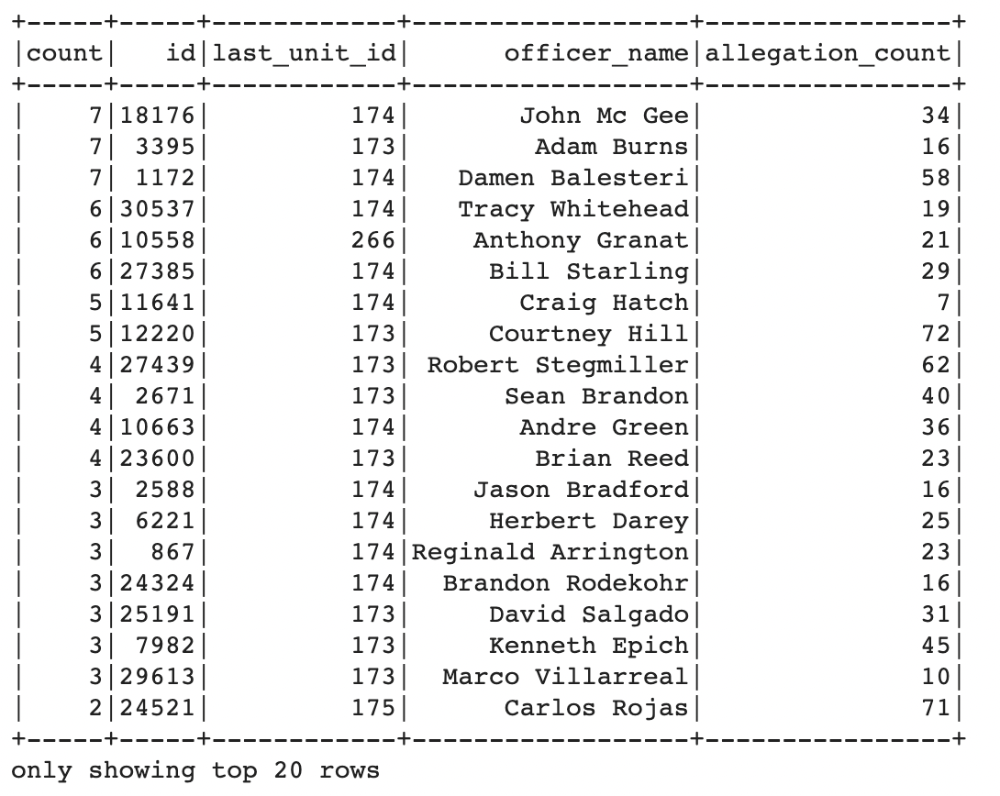 +-----+-----+------------+------------------+----------------+
|count|   id|last_unit_id|      officer_name|allegation_count|
+-----+-----+------------+------------------+----------------+
|    7|18176|         174|       John Mc Gee|              34|
|    7| 3395|         173|        Adam Burns|              16|
|    7| 1172|         174|   Damen Balesteri|              58|
|    6|30537|         174|   Tracy Whitehead|              19|
|    6|10558|         266|    Anthony Granat|              21|
|    6|27385|         174|     Bill Starling|              29|
|    5|11641|         174|       Craig Hatch|               7|
|    5|12220|         173|     Courtney Hill|              72|
|    4|27439|         173| Robert Stegmiller|              62|
|    4| 2671|         173|      Sean Brandon|              40|
|    4|10663|         174|       Andre Green|              36|
|    4|23600|         173|        Brian Reed|              23|
|    3| 2588|         174|    Jason Bradford|              16|
|    3| 6221|         174|     Herbert Darey|              25|
|    3|  867|         174|Reginald Arrington|              23|
|    3|24324|         174|  Brandon Rodekohr|              16|
|    3|25191|         173|     David Salgado|              31|
|    3| 7982|         173|     Kenneth Epich|              45|
|    3|29613|         173|  Marco Villarreal|              10|
|    2|24521|         175|      Carlos Rojas|              71|
+-----+-----+------------+------------------+----------------+
only showing top 20 rows